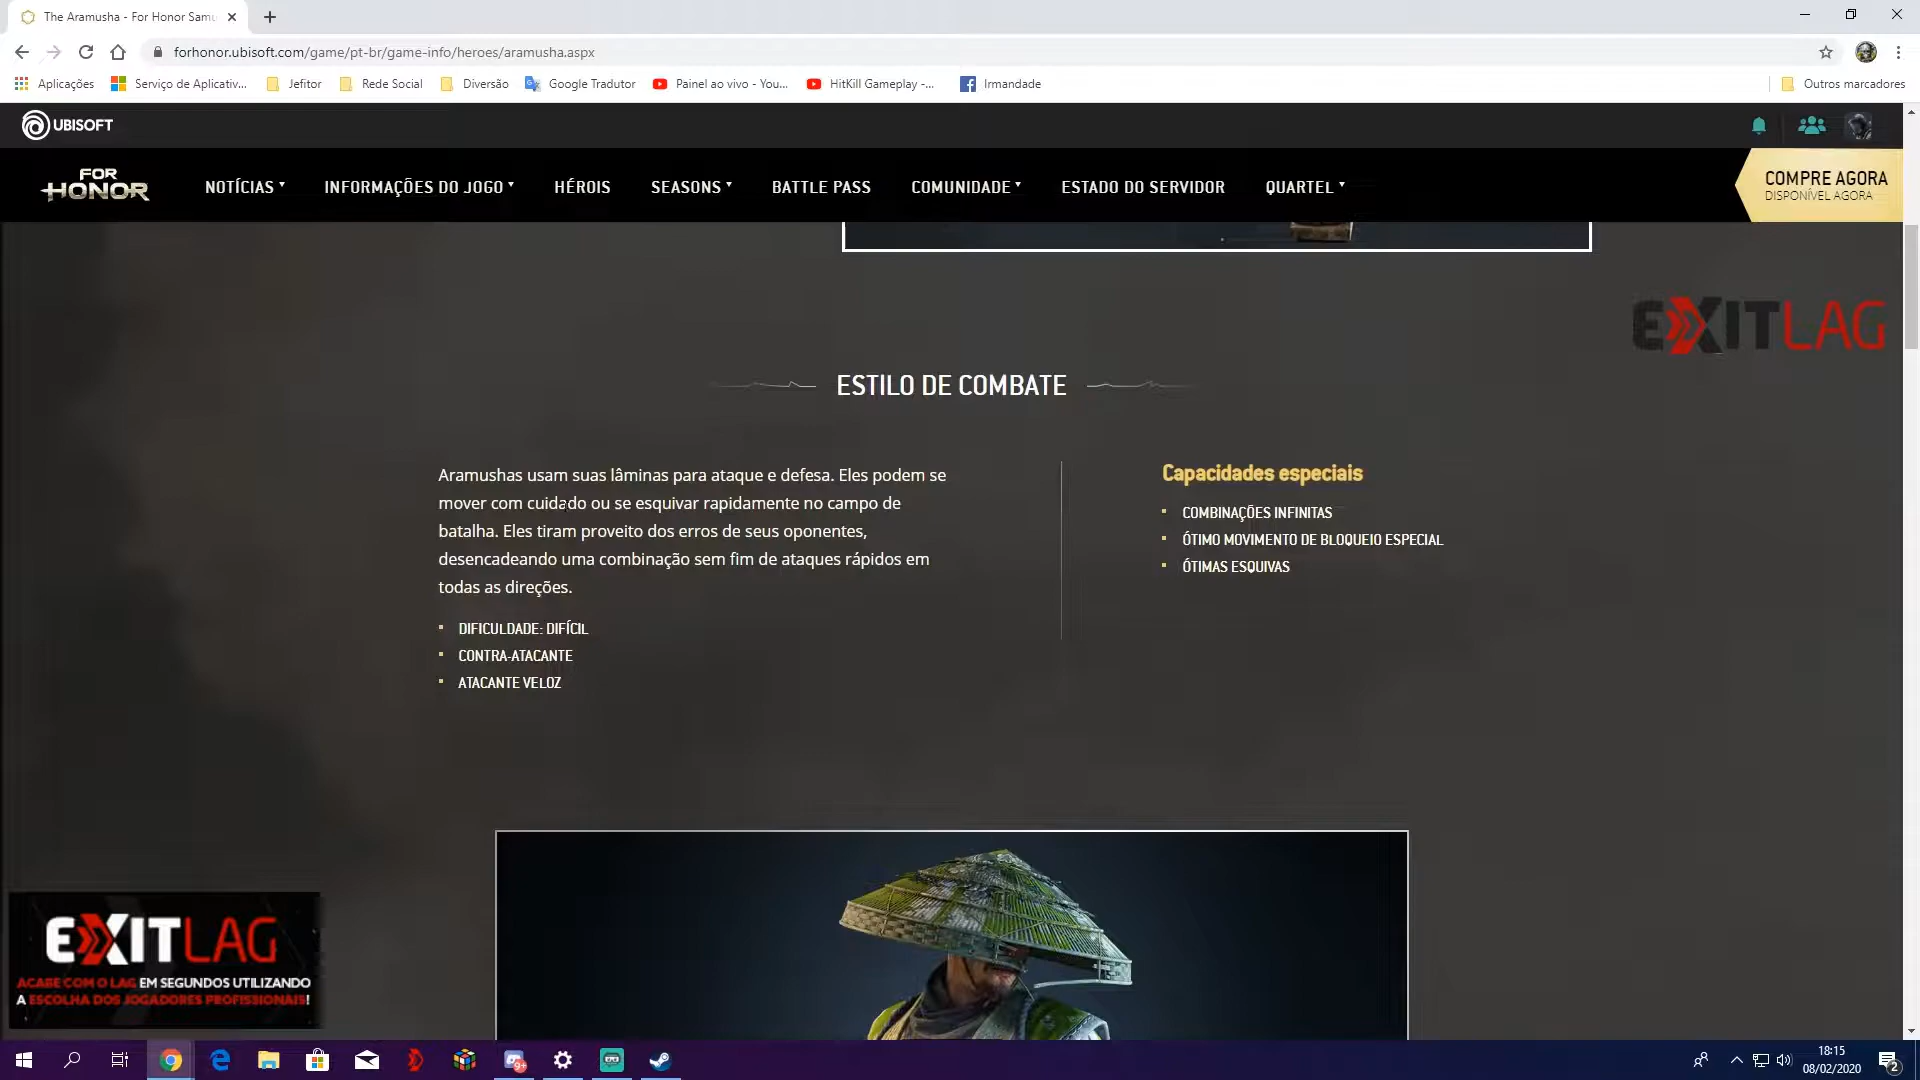 The Aramusha - For Honor Samu
forhonor.ubisoft.com/game/pt-br/game-info/heroes/aramusha.aspx
Aplicações
Serviço de Aplicativ...
Jefitor
Rede Social
Diversão
Google Tradutor
Painel ao vivo - You...
HitKill Gameplay -...
Irmandade
Outros marcadores
UBISOFT
FOR HONOR
NOTÍCIAS
INFORMAÇÕES DO JOGO
HÉROIS
SEASONS
BATTLE PASS
COMUNIDADE
ESTADO DO SERVIDOR
QUARTEL
COMPRE AGORA
DISPONÍVEL AGORA
EXITLAG
ESTILO DE COMBATE
Aramushas usam suas lâminas para ataque e defesa. Eles podem se
mover com cuidado ou se esquivar rapidamente no campo de
batalha. Eles tiram proveito dos erros de seus oponentes,
desencadeando uma combinação sem fim de ataques rápidos em
todas as direções.
DIFICULDADE: DIFÍCIL
CONTRA-ATACANTE
ATACANTE VELOZ
Capacidades especiais
COMBINAÇÕES INFINITAS
ÓTIMO MOVIMENTO DE BLOQUEIO ESPECIAL
ÓTIMAS ESQUIVAS
EXITLAG
ACABE COM O LAG EM SEGUNDOS UTILIZANDO
A ESCOLHA DOS JOGADORES PROFISSIONAIS!
9+
18:15
08/02/2020
2